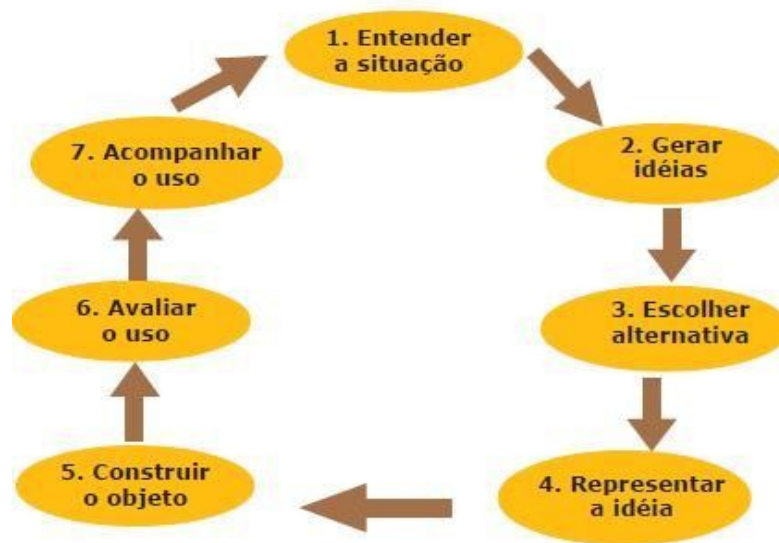 1. Entender
a situação
2. Gerar
idéias
3. Escolher
alternativa
4. Representar
a idéia
5. Construir
o objeto
6. Avaliar
o uso
7. Acompanhar
o uso